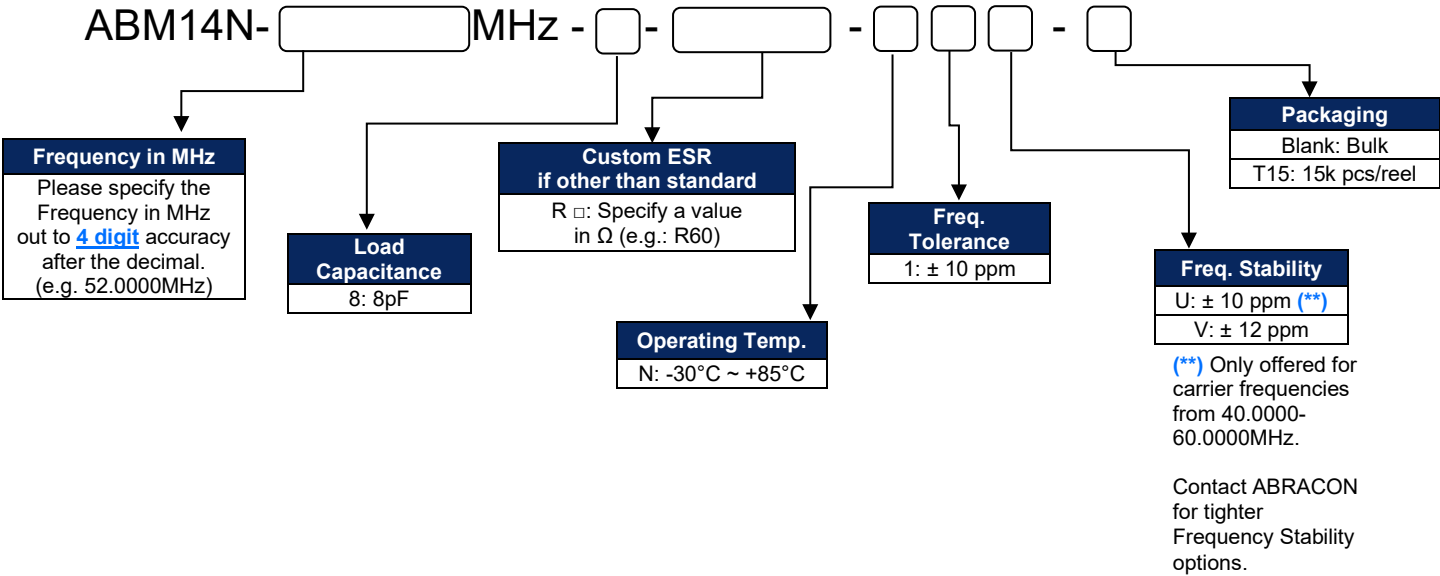 ABM14N- MHz - - - -
Frequency in MHz
Please specify the
Frequency in MHz
out to 4 digit accuracy
after the decimal.
(e.g. 52.0000MHz)
Load
Capacitance
8: 8pF
Custom ESR
if other than standard
R □: Specify a value
in Ω (e.g.: R60)
Operating Temp.
N: -30°C ~ +85°C
Freq.
Tolerance
1: ± 10 ppm
Freq. Stability
U: ± 10 ppm (**)
V: ± 12 ppm
(**) Only offered for
carrier frequencies
from 40.0000-
60.0000MHz.
Contact ABRACON
for tighter
Frequency Stability
options.
Packaging
Blank: Bulk
T15: 15k pcs/reel